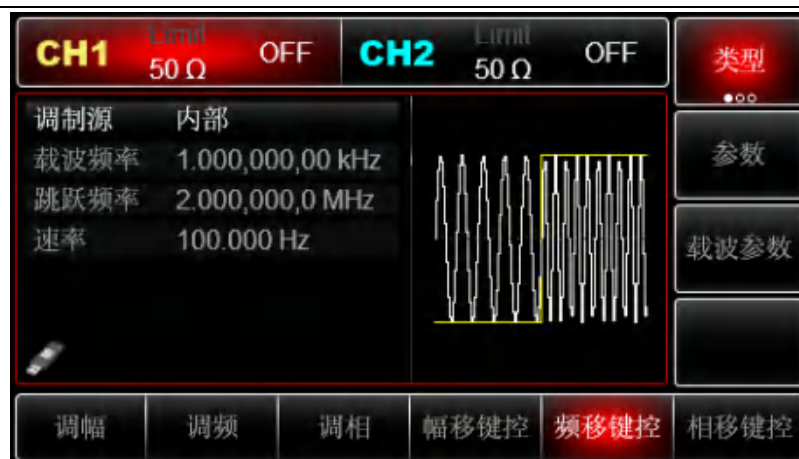 CH1 Limit 50 Ω OFF CH2 Limit 50 Ω OFF
类型
调制源 内部
载波频率 1.000,000,00 kHz
跳跃频率 2.000,000,0 MHz
速率 100.000 Hz
参数
载波参数
调幅 调频 调相 幅移键控 频移键控 相移键控